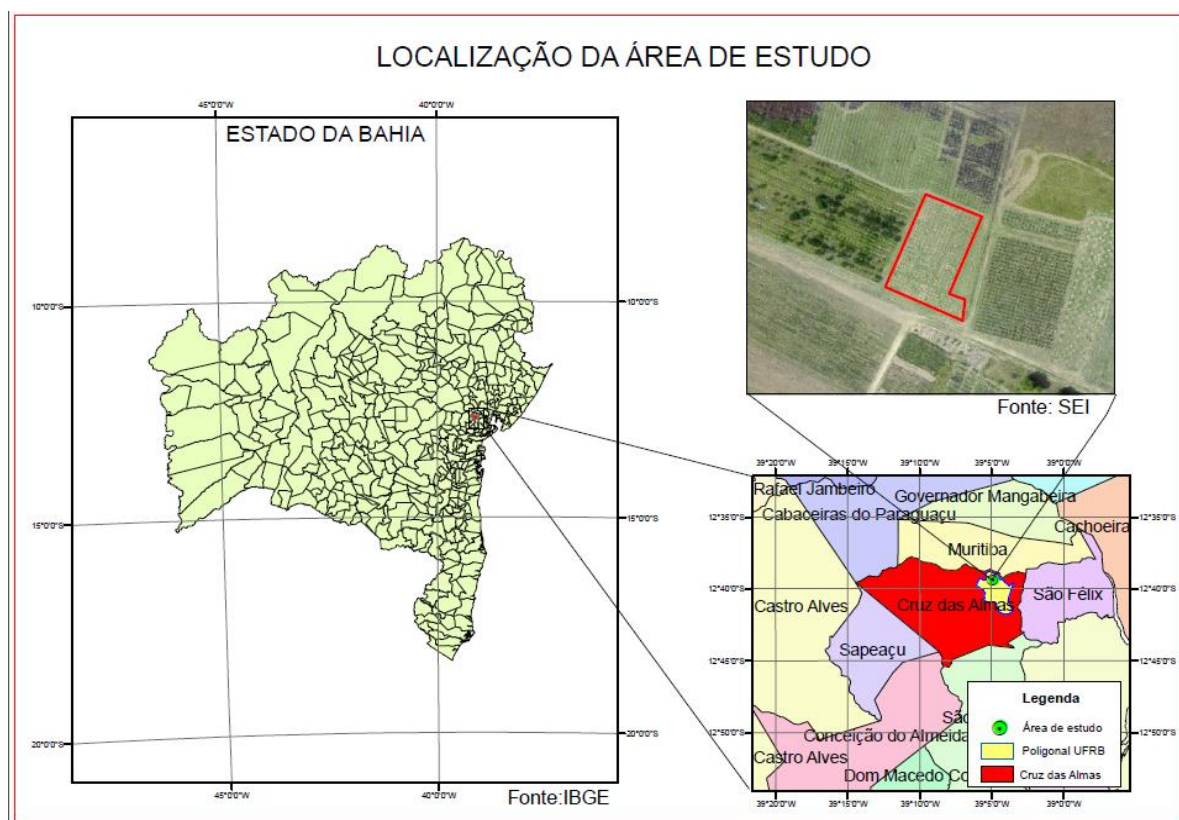 LOCALIZAÇÃO DA ÁREA DE ESTUDO
45°0'0"W 40°0'0"W
ESTADO DA BAHIA
10°0'0"S 10°0'0"S
15°0'0"S 15°0'0"S
20°0'0"S 20°0'0"S
45°0'0"W 40°0'0"W
Fonte:IBGE
Fonte: SEI
39°20'0"W 39°15'0"W 39°10'0"W 39°5'0"W 39°0'0"W
Rafael Jambeiro
Governador Mangabeira
Cabaceiras do Paraguaçu
12°35'0"S 12°35'0"S
Cachoeira
Muritiba
12°40'0"S 12°40'0"S
São Félix
Castro Alves
Cruz das Almas
Sapeaçu
12°45'0"S 12°45'0"S
Legenda
Área de estudo
Poligonal UFRB
Cruz das Almas
Conceição do Almeida
12°50'0"S 12°50'0"S
Castro Alves
Dom Macedo Co
39°20'0"W 39°15'0"W 39°10'0"W 39°5'0"W 39°0'0"W